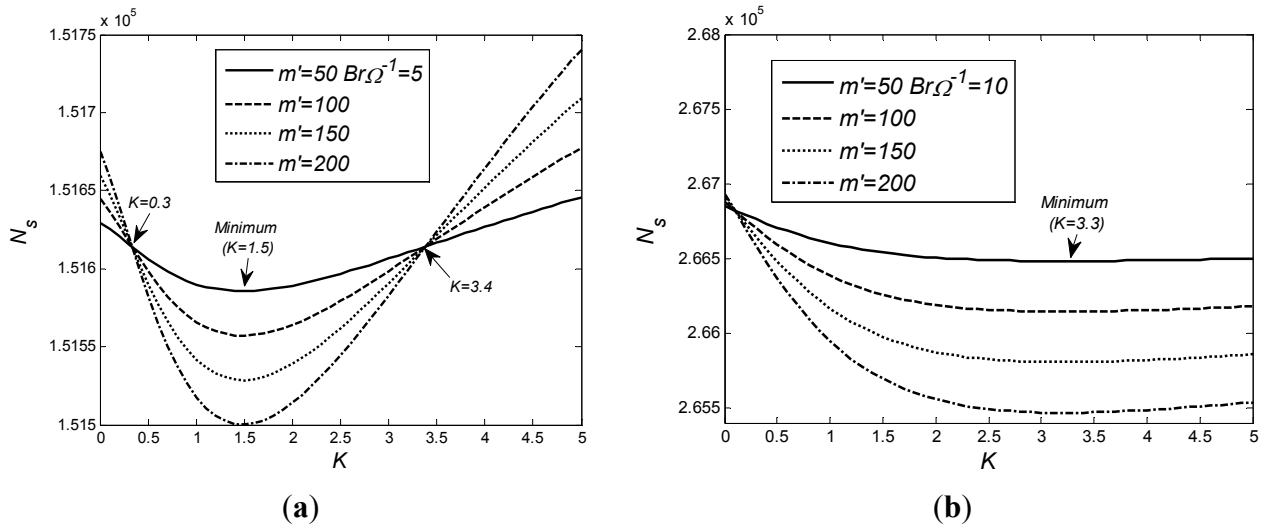 x 10⁵
1.5175
1.517
1.5165
1.516
1.5155
1.515
N_s
m'=50 BrΩ⁻¹=5
m'=100
m'=150
m'=200
K=0.3
Minimum
(K=1.5)
K=3.4
0 0.5 1 1.5 2 2.5 3 3.5 4 4.5 5
K
(a)
x 10⁵
2.68
2.675
2.67
2.665
2.66
2.655
N_s
m'=50 BrΩ⁻¹=10
m'=100
m'=150
m'=200
Minimum
(K=3.3)
0 0.5 1 1.5 2 2.5 3 3.5 4 4.5 5
K
(b)